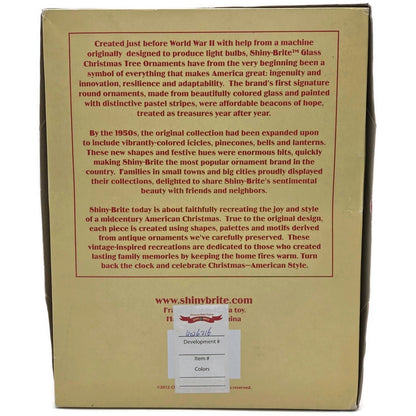 Created just before World War II with help from a machine
originally designed to produce light bulbs, Shiny-Brite™ Glass
Christmas Tree Ornaments have from the very beginning been a
symbol of everything that makes America great: ingenuity and
innovation, resilience and adaptability. The brand's first signature
round ornaments, made from beautifully colored glass and painted
with distinctive pastel stripes, were affordable beacons of hope,
treated as treasures year after year.
By the 1950s, the original collection had been expanded upon
to include vibrantly-colored icicles, pinecones, bells and lanterns.
These new shapes and festive hues were enormous hits, quickly
making Shiny-Brite the most popular ornament brand in the
country. Families in small towns and big cities proudly displayed
their collections, delighted to share Shiny-Brite's sentimental
beauty with friends and neighbors.
Shiny-Brite today is about faithfully recreating the joy and style
of a midcentury American Christmas. True to the original design,
each piece is created using shapes, palettes and motifs derived
from antique ornaments we've carefully preserved. These
vintage-inspired recreations are dedicated to those who created
lasting family memories by keeping the home fires warm. Turn
back the clock and celebrate Christmas—American Style.
www.shinybrite.com
a toy.
Development #
Item #
Colors
©2012 reserved.